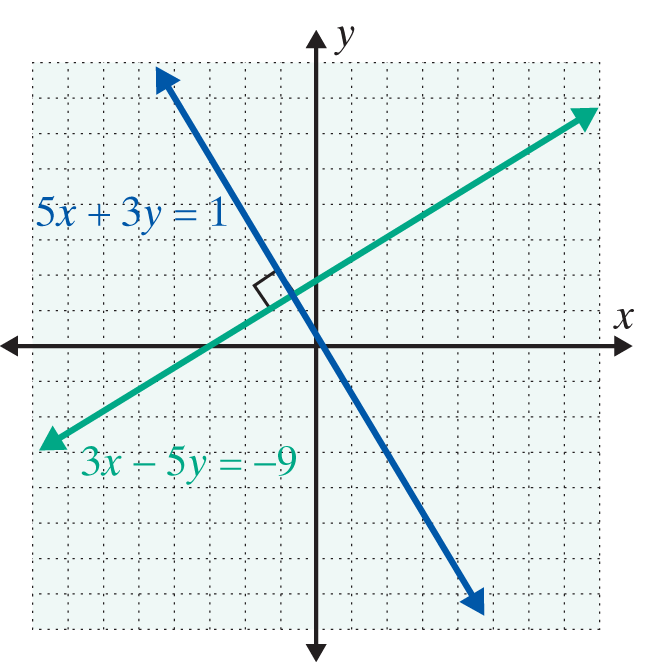 y
5x + 3y = 1
x
3x − 5y = −9